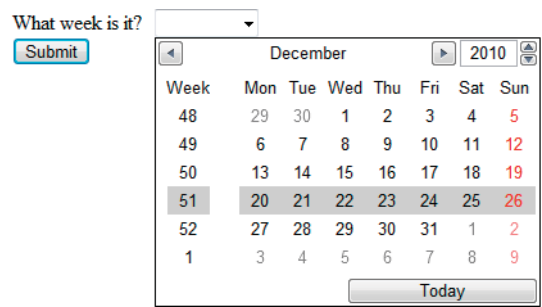 What week is it?
Submit
December 2010
Week Mon Tue Wed Thu Fri Sat Sun
48 29 30 1 2 3 4 5
49 6 7 8 9 10 11 12
50 13 14 15 16 17 18 19
51 20 21 22 23 24 25 26
52 27 28 29 30 31 1 2
1 3 4 5 6 7 8 9
Today